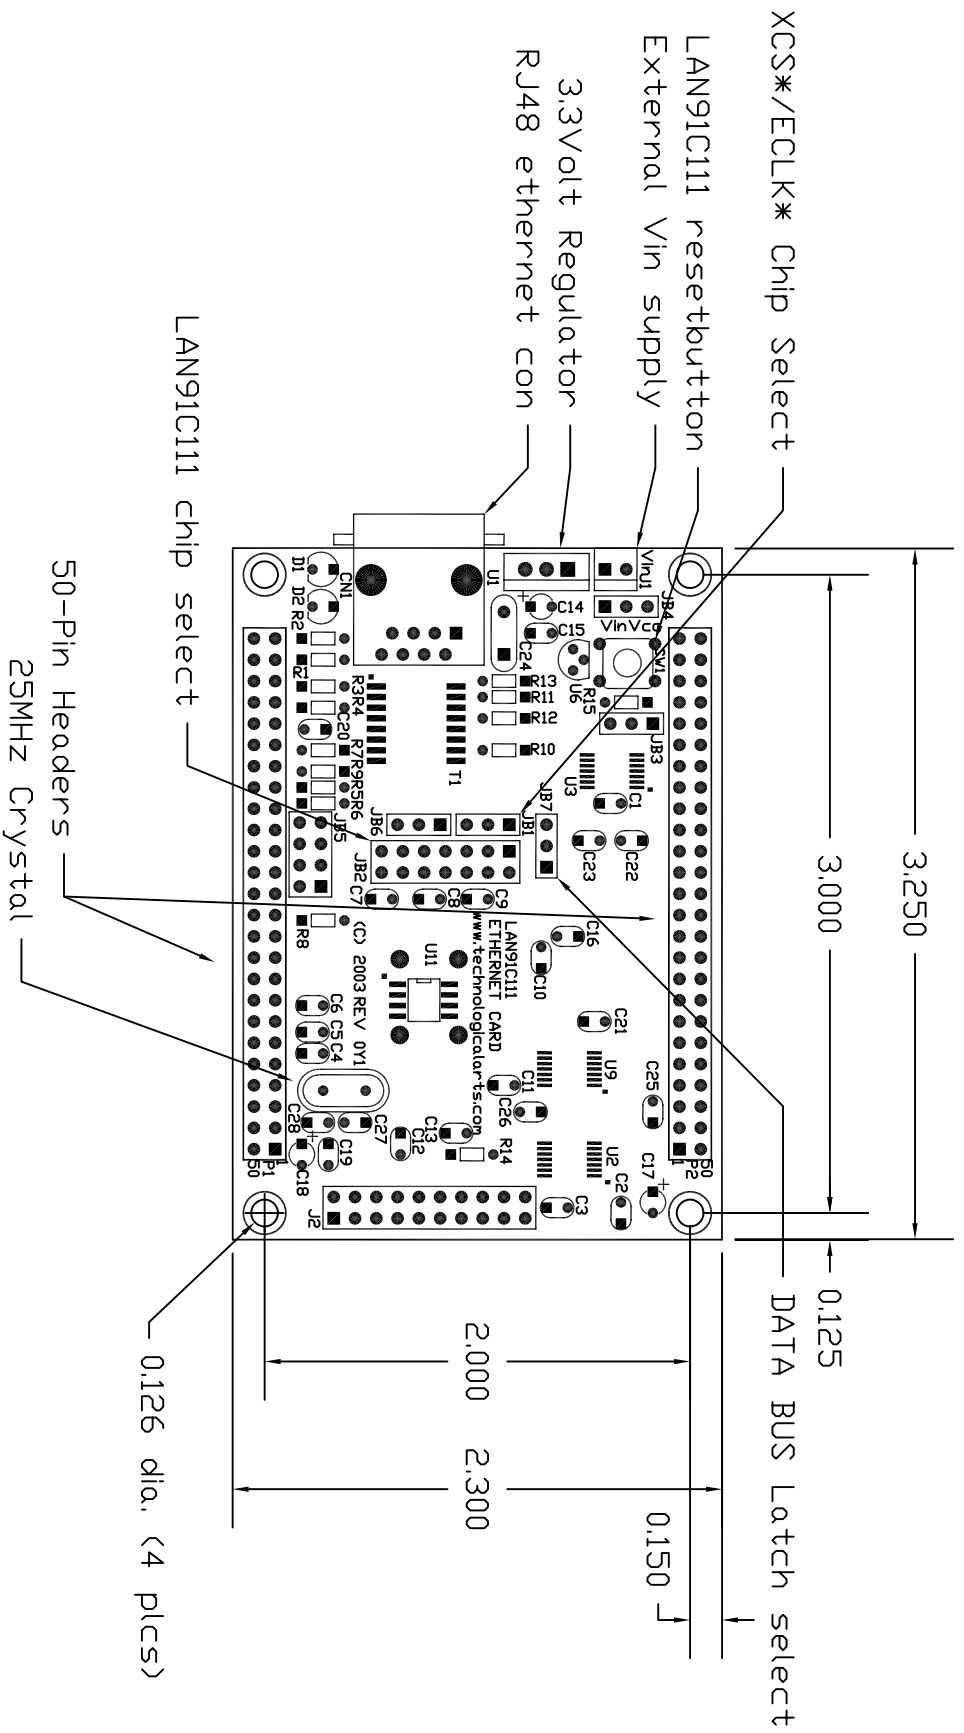 XCS*/ECLK* Chip Select
LAN91C111 resetbutton
External Vin supply
3.3Volt Regulator
RJ48 ethernet con
LAN91C111 chip select
50-Pin Headers
25MHz Crystal
DATA BUS Latch select
0.126 dia. (4 plcs)
3.250
3.000
0.125
2.000
2.300
0.150
VinJ1
JB4
VinVcc
SW1
JB3
U1
C14
C15
C24
U6
R15
R13
R11
R12
R10
T1
U3
C1
C23
C22
JB7
JB1
JB6
JB2
JB5
D1
CN1
D2
R2
R1
R3R4
C20
R7R9R5R6
R8
C7
C8
C9
LAN91C111
ETHERNET CARD
www.technologicalarts.com
(C) 2003 REV 0
Y1
U11
C16
C10
C21
C11
C26
U9
C25
C6
C5
C4
C28
C27
C19
C18
C12
C13
R14
U2
C2
C3
C17
J2
1
P1
50
1
P2
50